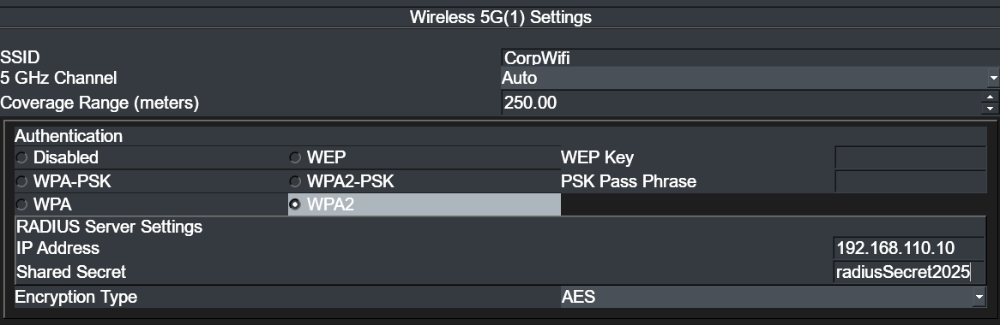 Wireless 5G(1) Settings
SSID CorpWifi
5 GHz Channel Auto
Coverage Range (meters) 250.00
Authentication
Disabled WEP WEP Key
WPA-PSK WPA2-PSK PSK Pass Phrase
WPA WPA2
RADIUS Server Settings
IP Address 192.168.110.10
Shared Secret radiusSecret2025
Encryption Type AES